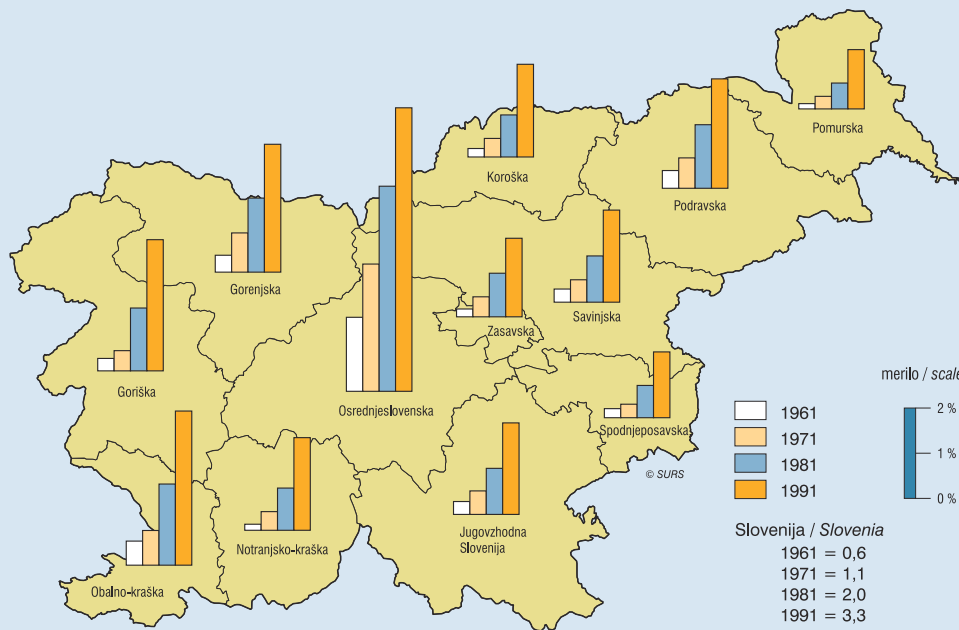 Pomurska
Koroška
Podravska
Gorenjska
Savinjska
Zasavska
Goriška
Osrednjeslovenska
Spodnjeposavska
© SURS
Jugovzhodna
Slovenija
Notranjsko-kraška
Obalno-kraška
merilo / scale
2 %
1 %
0 %
1961
1971
1981
1991
Slovenija / Slovenia
1961 = 0,6
1971 = 1,1
1981 = 2,0
1991 = 3,3